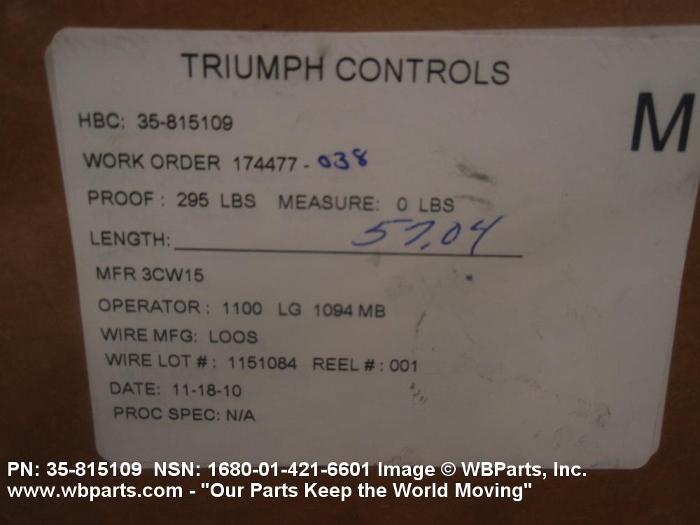 TRIUMPH CONTROLS
M
HBC: 35-815109
WORK ORDER 174477-038
PROOF: 295 LBS MEASURE: 0 LBS
LENGTH: 57.04
MFR 3CW15
OPERATOR: 1100 LG 1094 MB
WIRE MFG: LOOS
WIRE LOT #: 1151084 REEL #: 001
DATE: 11-18-10
PROC SPEC: N/A
PN: 35-815109 NSN: 1680-01-421-6601 Image © WBParts, Inc.
www.wbparts.com - "Our Parts Keep the World Moving"